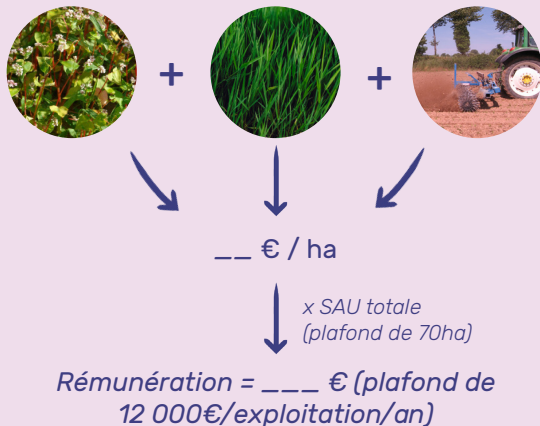 + +
__ € / ha
x SAU totale
(plafond de 70ha)
Rémunération = ___ € (plafond de
12 000€/exploitation/an)